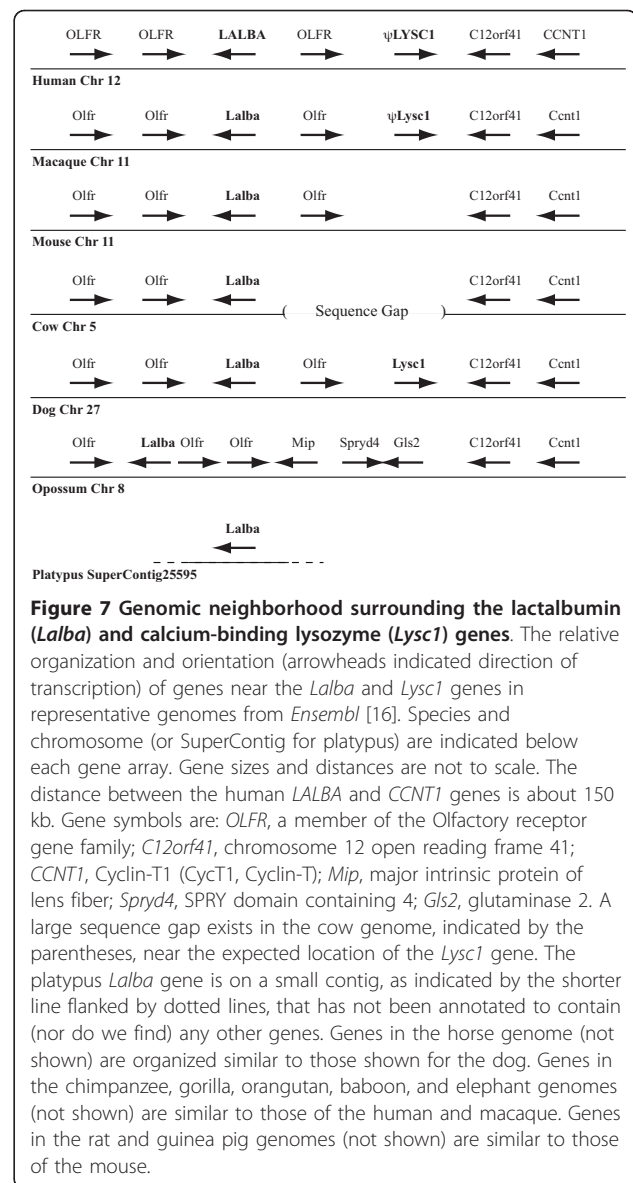 OLFR OLFR LALBA OLFR ψLYSC1 C12orf41 CCNT1
Human Chr 12
Olfr Olfr Lalba Olfr ψLysc1 C12orf41 Ccnt1
Macaque Chr 11
Olfr Olfr Lalba Olfr C12orf41 Ccnt1
Mouse Chr 11
Olfr Olfr Lalba C12orf41 Ccnt1
( Sequence Gap )
Cow Chr 5
Olfr Olfr Lalba Olfr Lysc1 C12orf41 Ccnt1
Dog Chr 27
Olfr Lalba Olfr Olfr Mip Spryd4 Gls2 C12orf41 Ccnt1
Opossum Chr 8
Lalba
Platypus SuperContig25595
Figure 7 Genomic neighborhood surrounding the lactalbumin
(Lalba) and calcium-binding lysozyme (Lysc1) genes. The relative
organization and orientation (arrowheads indicated direction of
transcription) of genes near the Lalba and Lysc1 genes in
representative genomes from Ensembl [16]. Species and
chromosome (or SuperContig for platypus) are indicated below
each gene array. Gene sizes and distances are not to scale. The
distance between the human LALBA and CCNT1 genes is about 150
kb. Gene symbols are: OLFR, a member of the Olfactory receptor
gene family; C12orf41, chromosome 12 open reading frame 41;
CCNT1, Cyclin-T1 (CycT1, Cyclin-T); Mip, major intrinsic protein of
lens fiber; Spryd4, SPRY domain containing 4; Gls2, glutaminase 2. A
large sequence gap exists in the cow genome, indicated by the
parentheses, near the expected location of the Lysc1 gene. The
platypus Lalba gene is on a small contig, as indicated by the shorter
line flanked by dotted lines, that has not been annotated to contain
(nor do we find) any other genes. Genes in the horse genome (not
shown) are organized similar to those shown for the dog. Genes in
the chimpanzee, gorilla, orangutan, baboon, and elephant genomes
(not shown) are similar to those of the human and macaque. Genes
in the rat and guinea pig genomes (not shown) are similar to those
of the mouse.